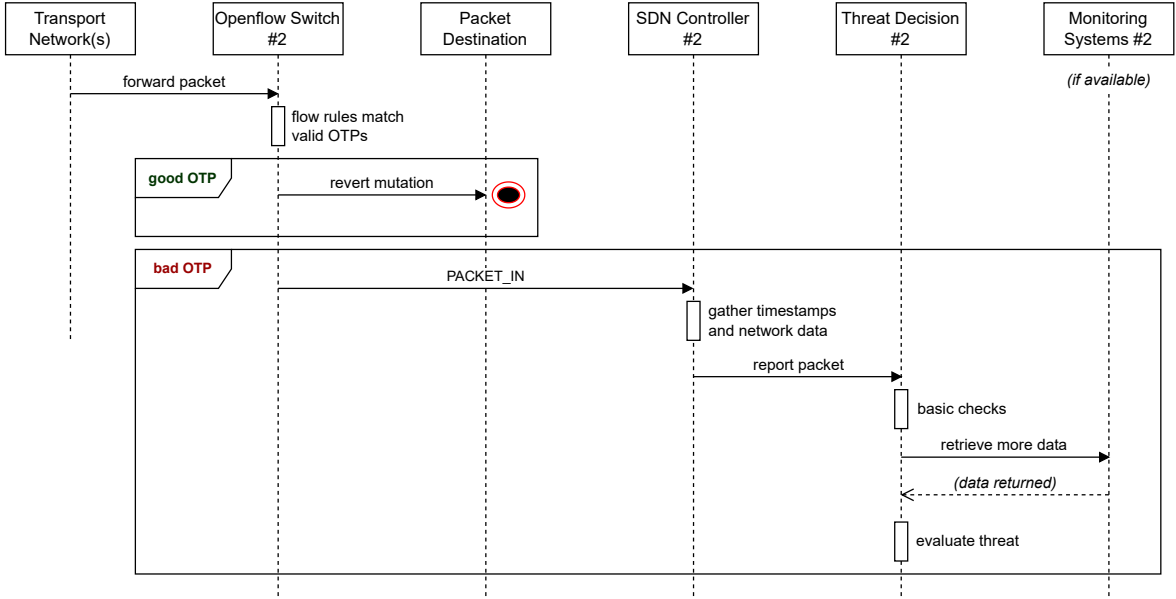 Transport
Network(s)
Openflow Switch
#2
Packet
Destination
SDN Controller
#2
Threat Decision
#2
Monitoring
Systems #2
(if available)
forward packet
flow rules match
valid OTPs
good OTP
revert mutation
bad OTP
PACKET_IN
gather timestamps
and network data
report packet
basic checks
retrieve more data
(data returned)
evaluate threat